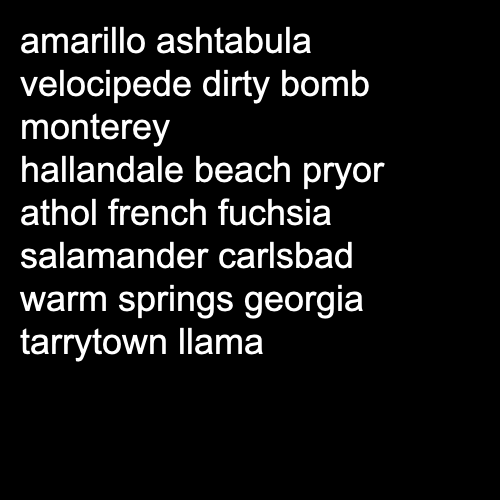 amarillo ashtabula
velocipede dirty bomb
monterey
hallandale beach pryor
athol french fuchsia
salamander carlsbad
warm springs georgia
tarrytown llama